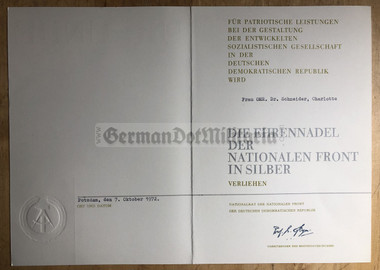 FÜR PATRIOTISCHE LEISTUNGEN
BEI DER GESTALTUNG
DER ENTWICKELTEN
SOZIALISTISCHEN GESELLSCHAFT
IN DER
DEUTSCHEN
DEMOKRATISCHEN REPUBLIK
WIRD
Frau OMR. Dr. Schneider, Charlotte
GermanDotMilitaria
DIE EHRENNADEL
DER
NATIONALEN FRONT
IN SILBER
VERLIEHEN
Potsdam, den 7. Oktober 1972
ORT UND DATUM
NATIONALRAT DER NATIONALEN FRONT
DER DEUTSCHEN DEMOKRATISCHEN REPUBLIK